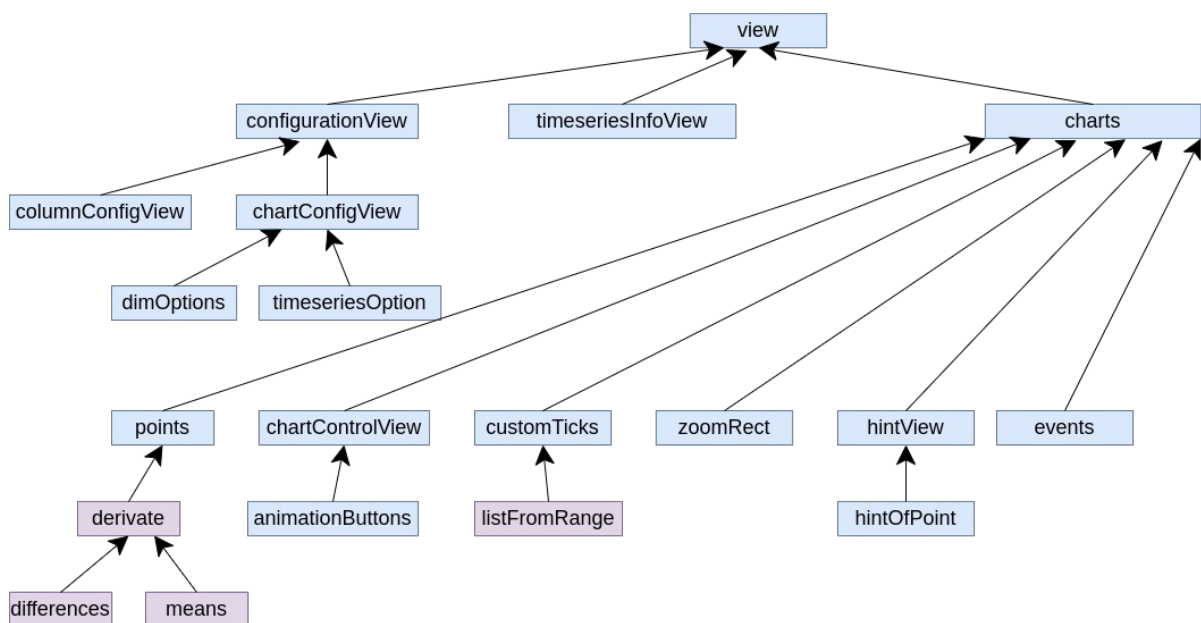 view
configurationView
timeseriesInfoView
charts
columnConfigView
chartConfigView
dimOptions
timeseriesOption
points
chartControlView
customTicks
zoomRect
hintView
events
derivate
animationButtons
listFromRange
hintOfPoint
differences
means